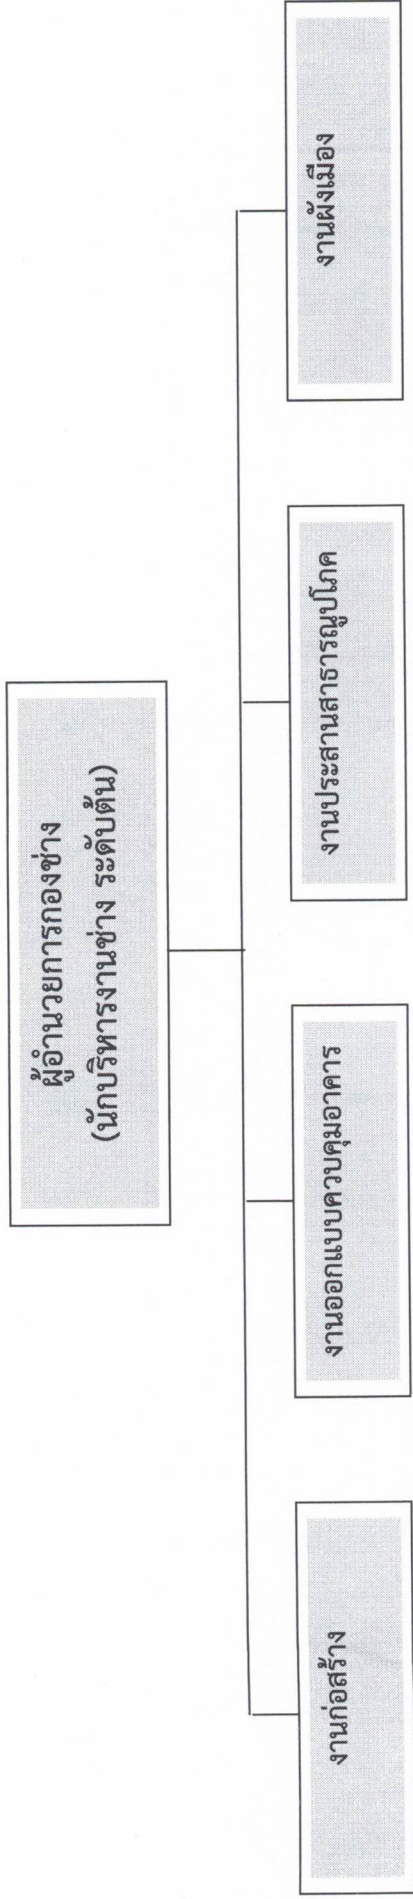 ผู้อำนวยการกองช่าง
(นักบริหารงานช่าง ระดับต้น)
งานก่อสร้าง
งานออกแบบควบคุมอาคาร
งานประสานสาธารณูปโภค
งานผังเมือง